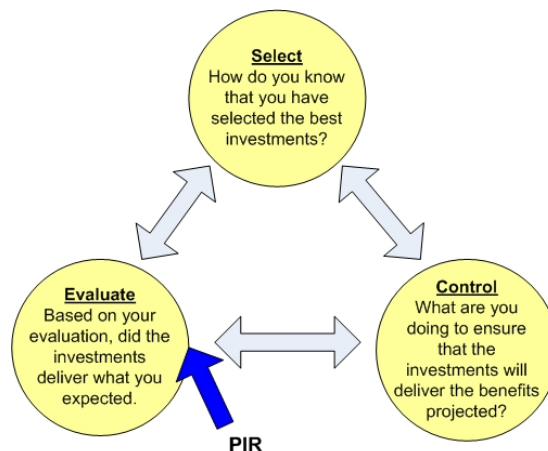 Select
How do you know
that you have
selected the best
investments?
Evaluate
Based on your
evaluation, did the
investments
deliver what you
expected.
Control
What are you
doing to ensure
that the
investments will
deliver the benefits
projected?
PIR